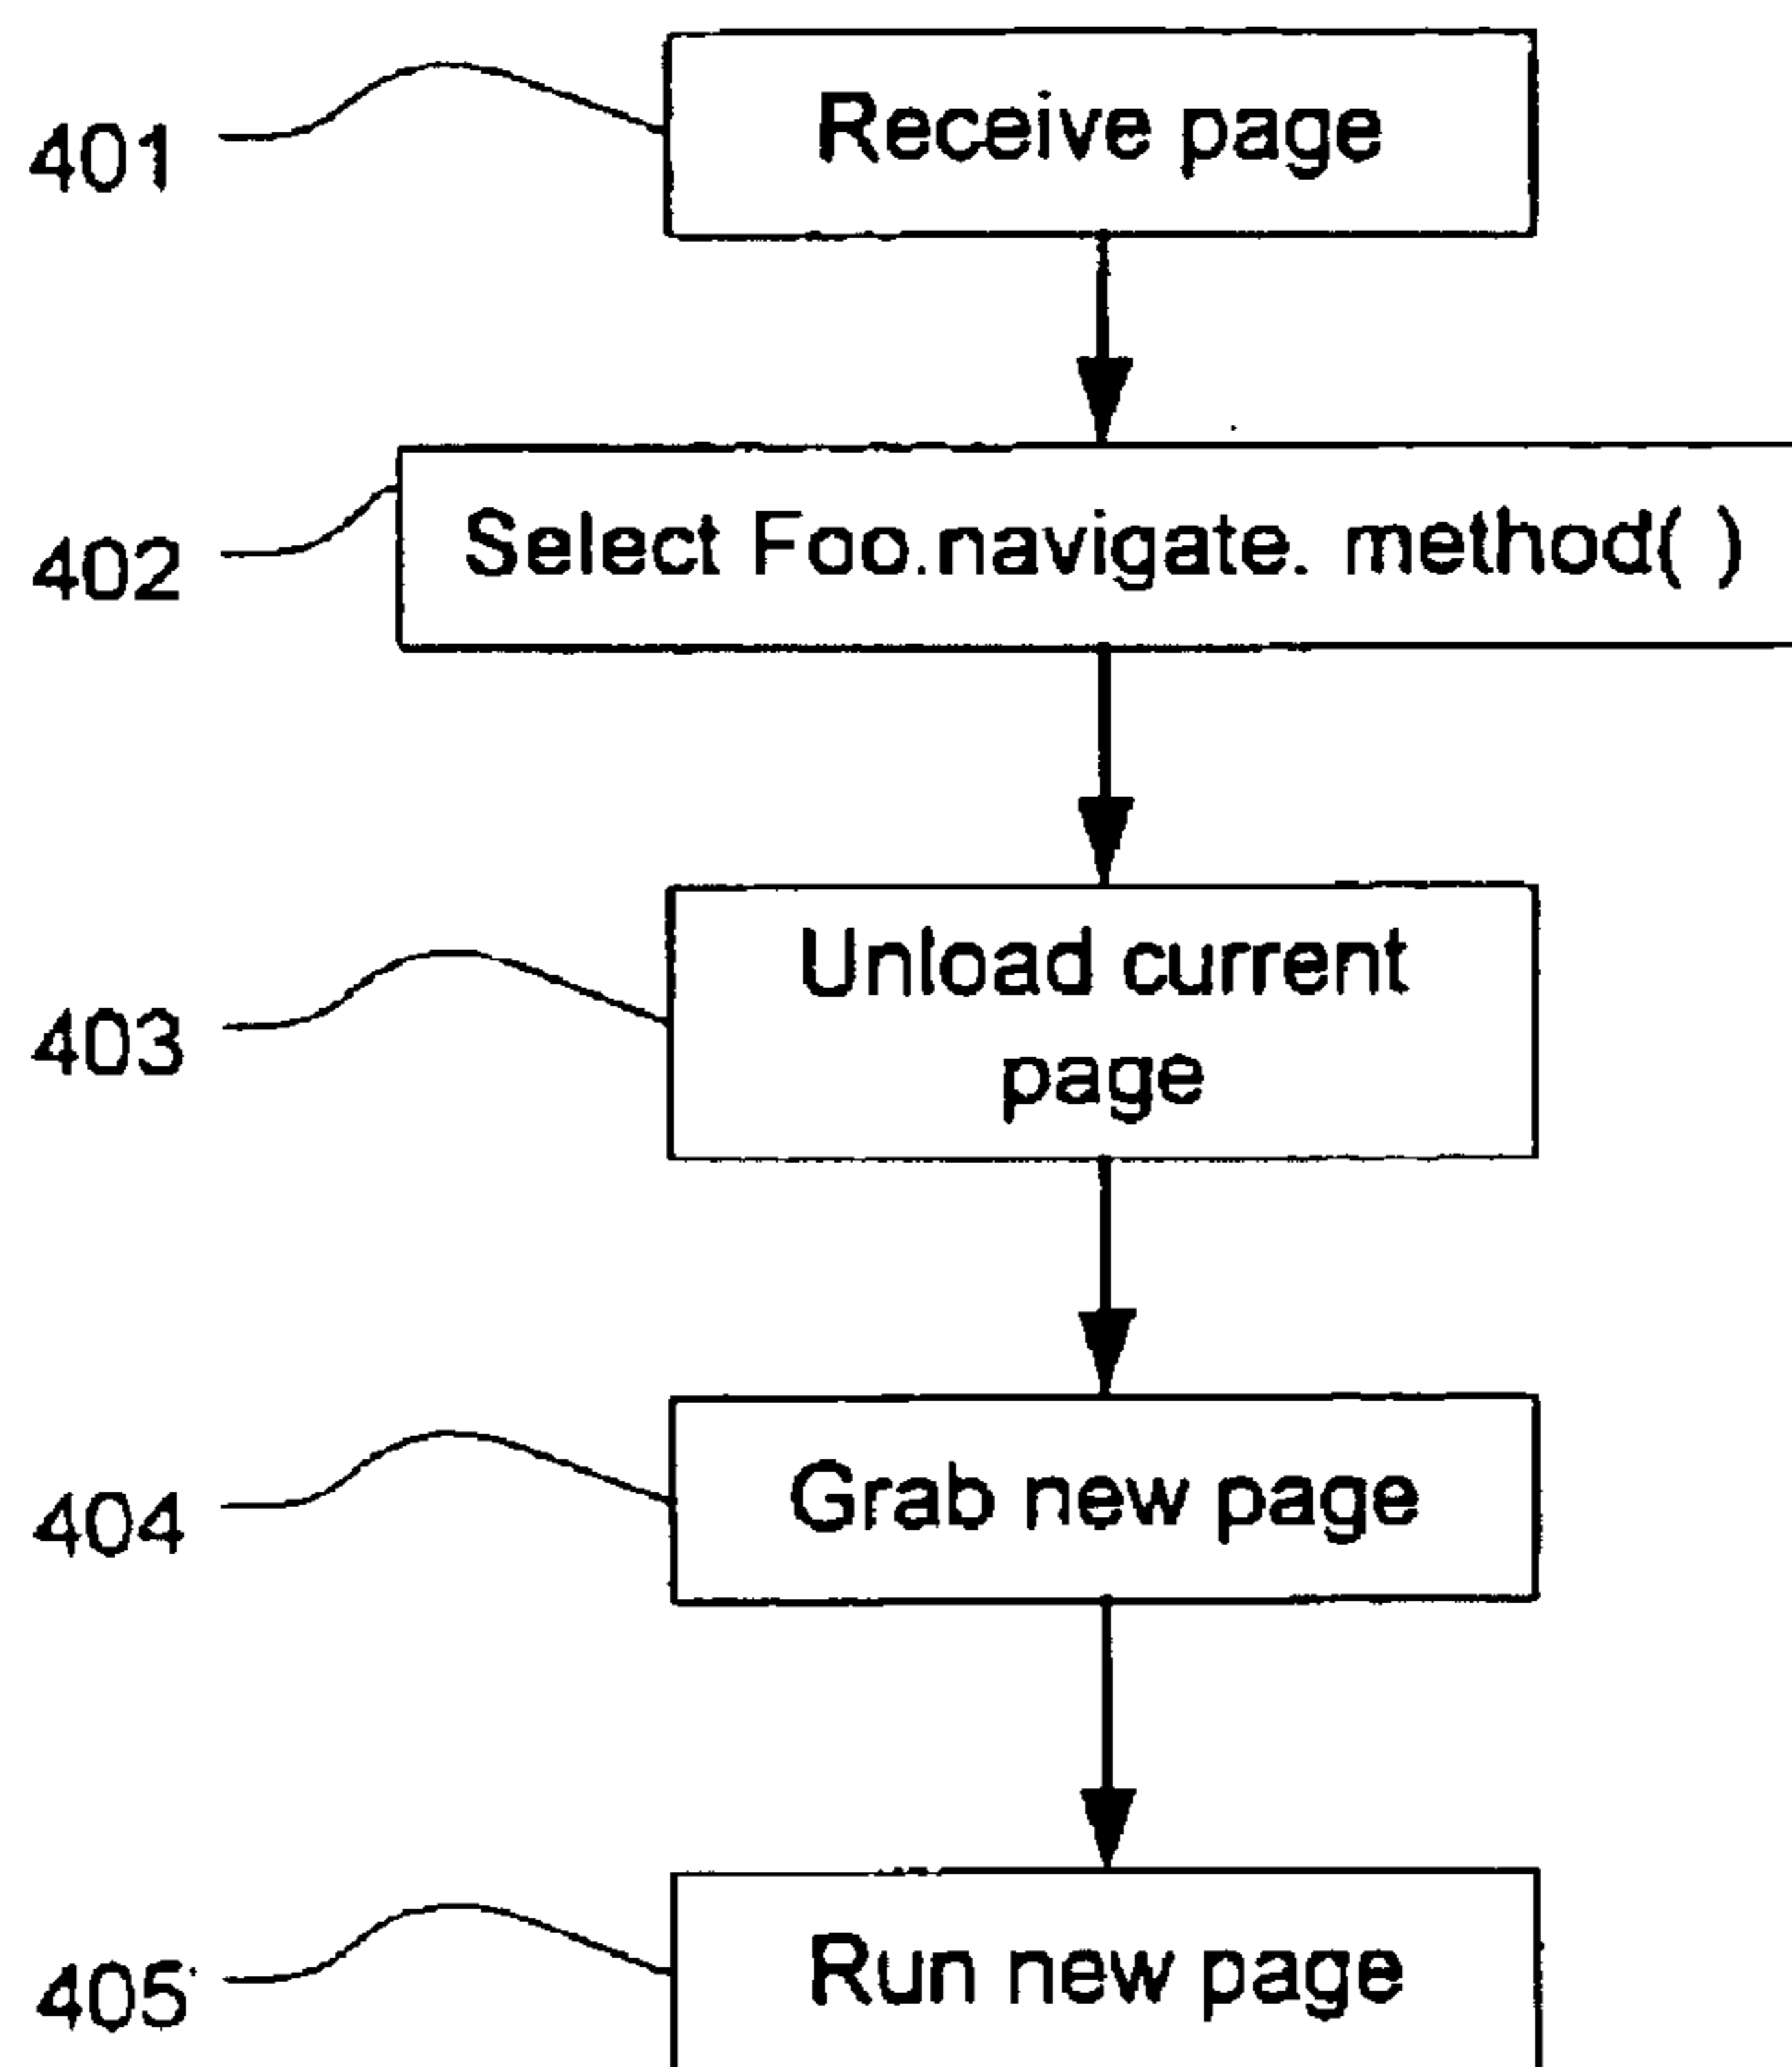 401 Receive page
402 Select Foo.navigate. method( )
403 Unload current
page
404 Grab new page
405 Run new page